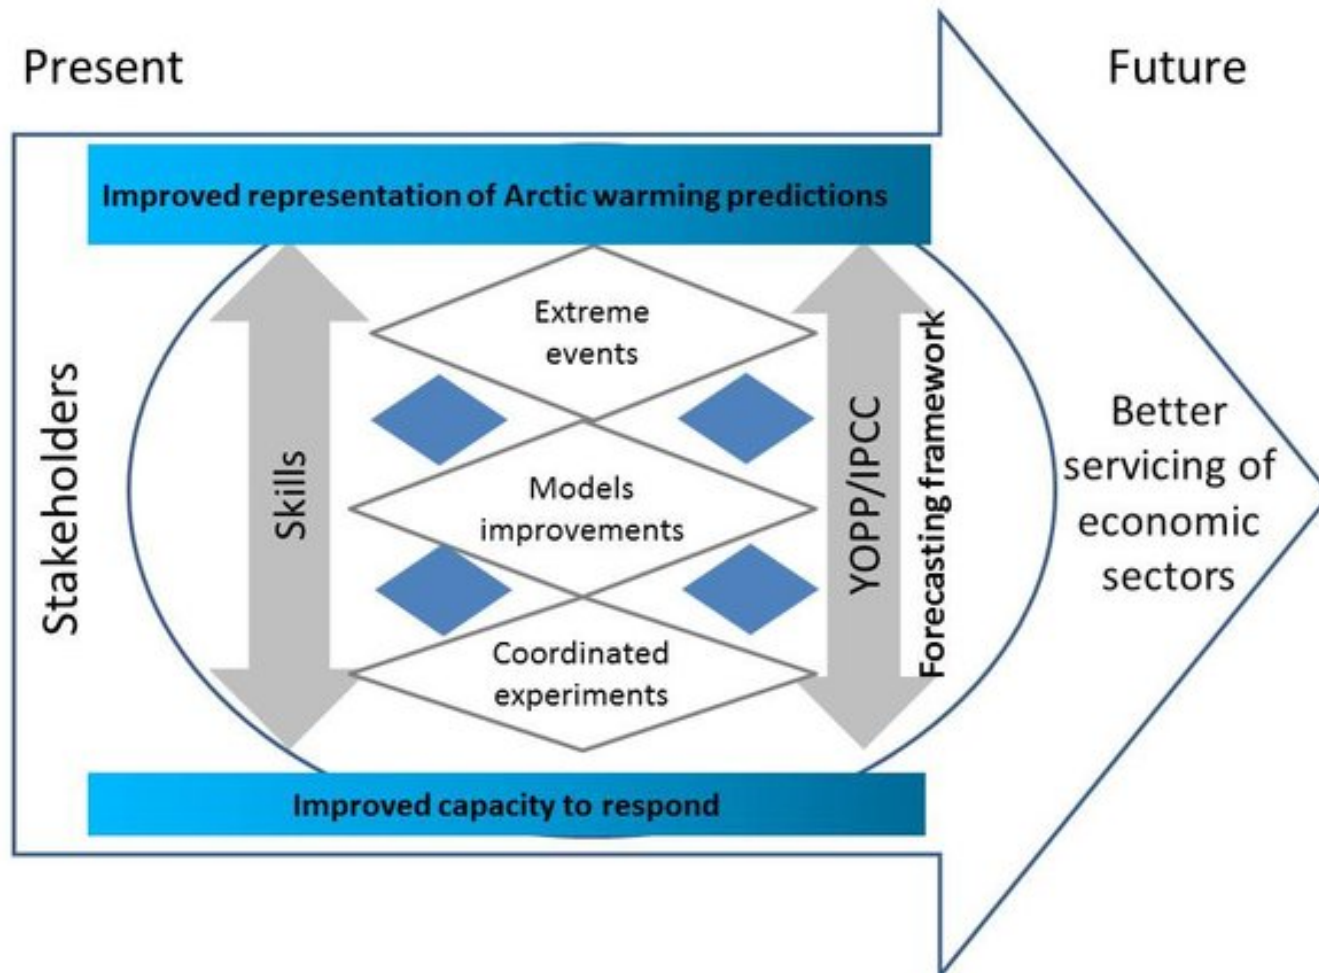 Present
Future
Improved representation of Arctic warming predictions
Stakeholders
Skills
Extreme
events
Models
improvements
Coordinated
experiments
YOPP/IPCC
Forecasting framework
Better
servicing of
economic
sectors
Improved capacity to respond